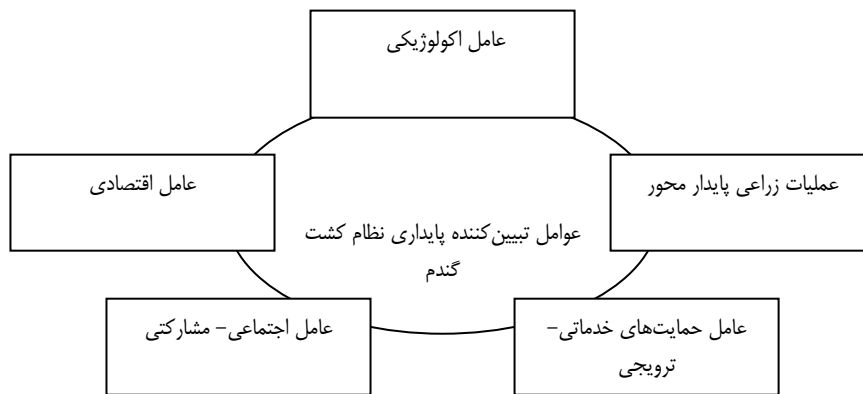 عامل اکولوژیکی
عملیات زراعی پایدار محور
عامل اقتصادی
عوامل تبیین‌کننده پایداری نظام کشت
گندم
عامل حمایت‌های خدماتی-
ترویجی
عامل اجتماعی- مشارکتی